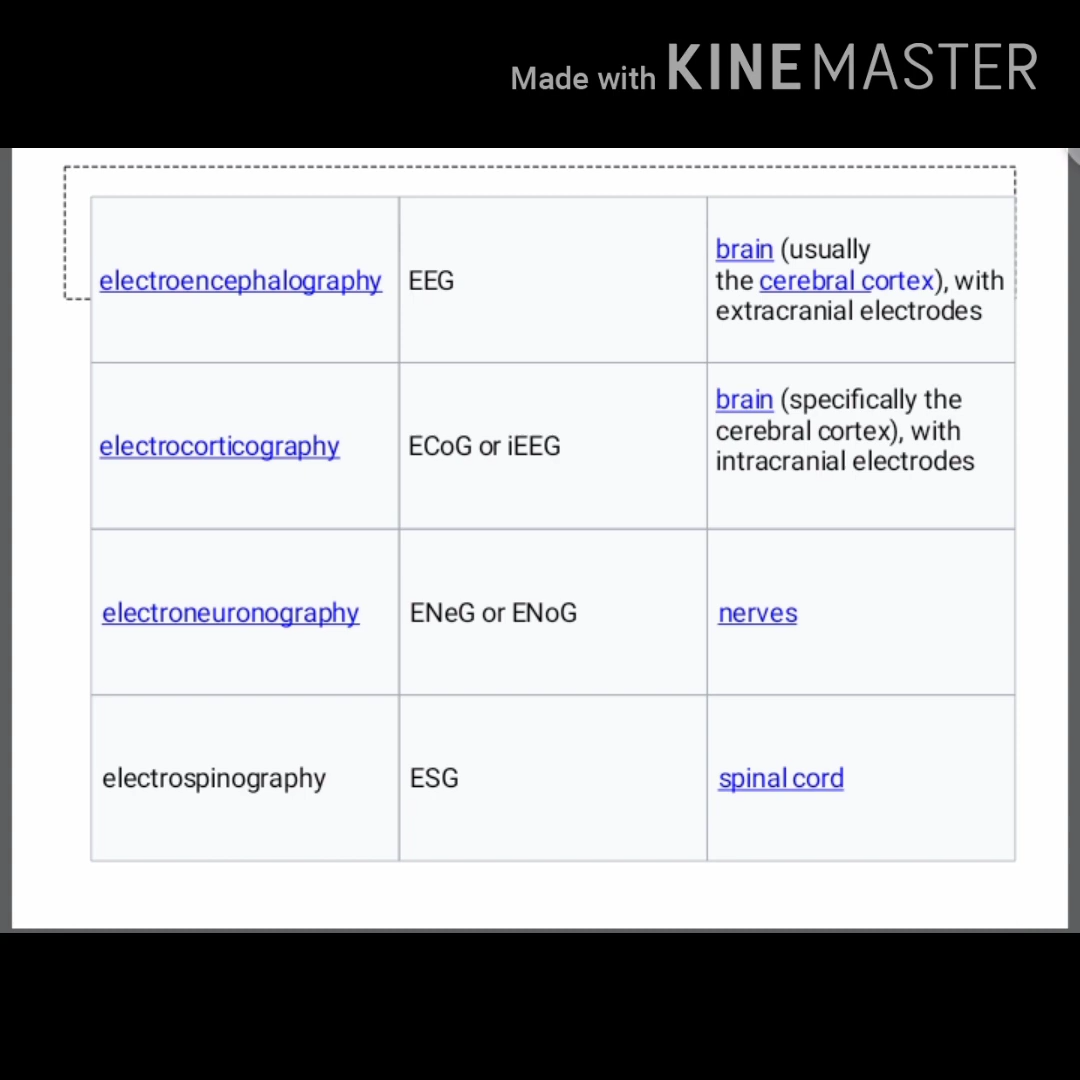 Made with KINEMASTER
electroencephalography
EEG
brain (usually
the cerebral cortex), with
extracranial electrodes
electrocorticography
ECoG or iEEG
brain (specifically the
cerebral cortex), with
intracranial electrodes
electroneuronography
ENeG or ENoG
nerves
electrospinography
ESG
spinal cord